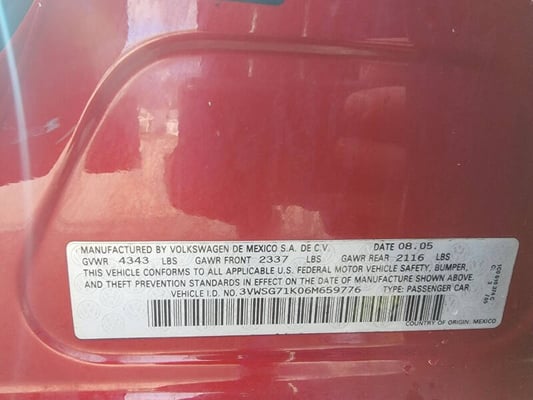 MANUFACTURED BY VOLKSWAGEN DE MEXICO S.A. DE C.V. DATE 08.05
GVWR 4343 LBS GAWR FRONT 2337 LBS GAWR REAR 2116 LBS
THIS VEHICLE CONFORMS TO ALL U.S. FEDERAL MOTOR VEHICLE SAFETY, BUMPER,
AND THEFT PREVENTION STANDARDS IN EFFECT ON THE DATE OF MANUFACTURE SHOWN ABOVE.
VEHICLE I.D. NO. 3VWSG71K06M659776 TYPE: PASSENGER CAR
COUNTRY OF ORIGIN: MEXICO